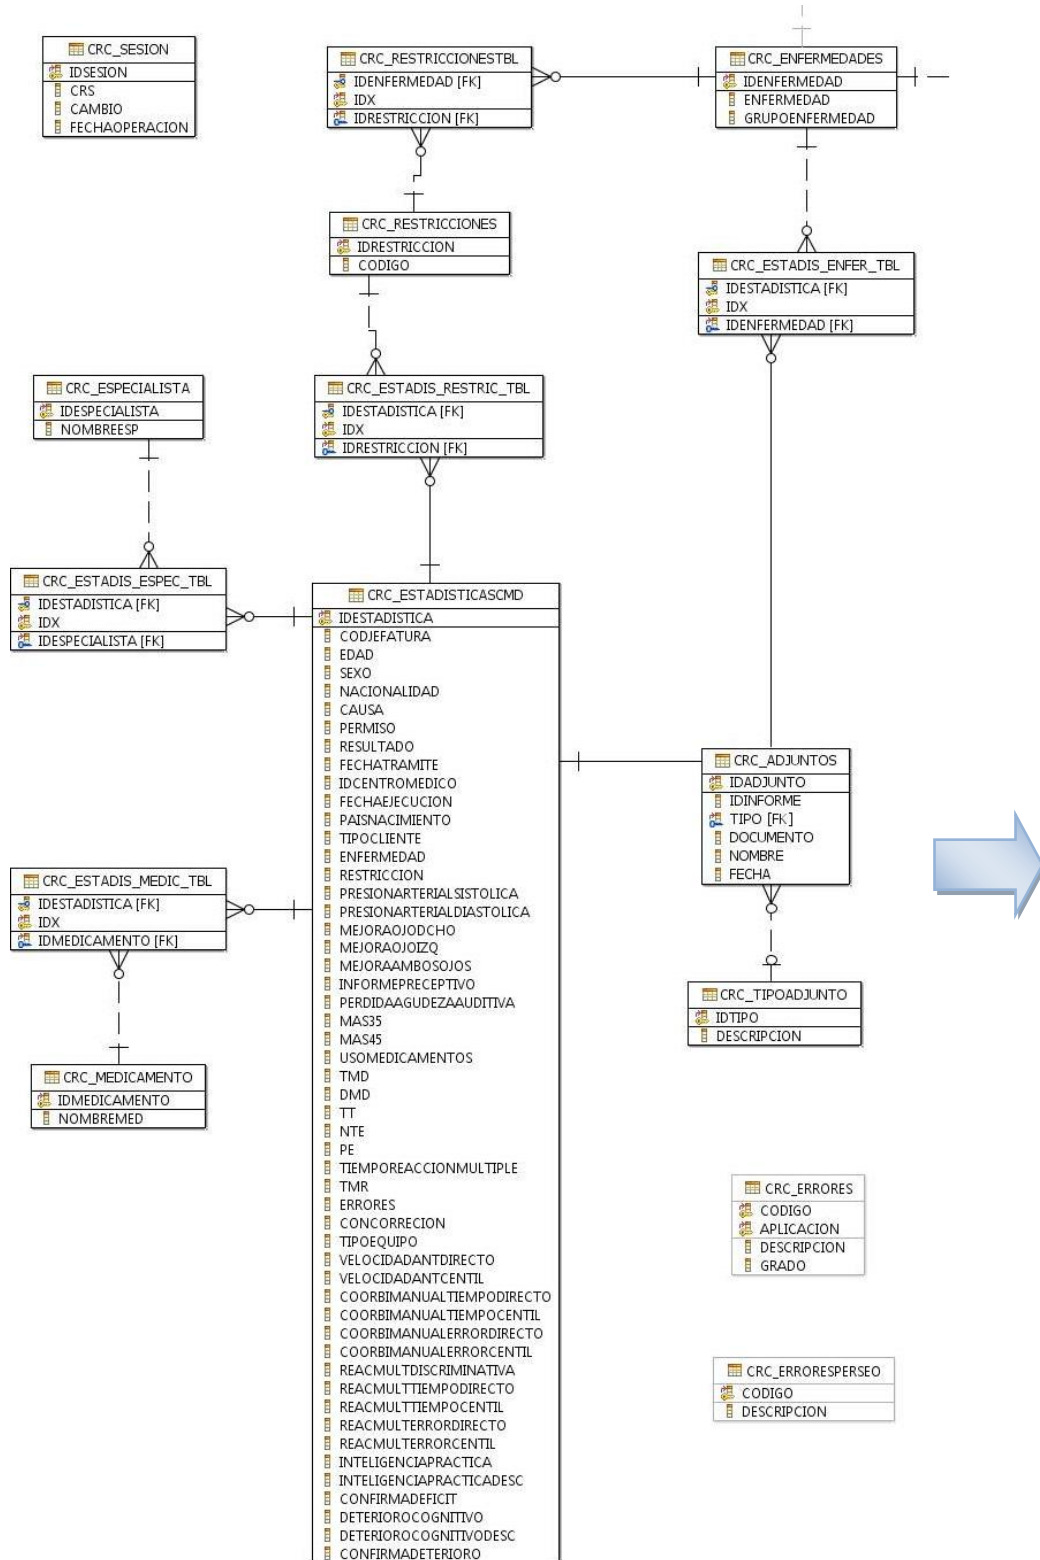 CRC_SESION
IDSESION
CRS
CAMBIO
FECHAOPERACION
CRC_RESTRICCIONESTBL
IDENFERMEDAD [FK]
IDX
IDRESTRICCION [FK]
CRC_ENFERMEDADES
IDENFERMEDAD
ENFERMEDAD
GRUPOENFERMEDAD
CRC_RESTRICCIONES
IDRESTRICCION
CODIGO
CRC_ESTADIS_ENFER_TBL
IDESTADISTICA [FK]
IDX
IDENFERMEDAD [FK]
CRC_ESPECIALISTA
IDESPECIALISTA
NOMBREESP
CRC_ESTADIS_RESTRIC_TBL
IDESTADISTICA [FK]
IDX
IDRESTRICCION [FK]
CRC_ESTADIS_ESPEC_TBL
IDESTADISTICA [FK]
IDX
IDESPECIALISTA [FK]
CRC_ESTADISTICASCMD
IDESTADISTICA
CODJEFATURA
EDAD
SEXO
NACIONALIDAD
CAUSA
PERMISO
RESULTADO
FECHATRAMITE
IDCENTROMEDICO
FECHAEJECUCION
PAISNACIMIENTO
TIPOCLIENTE
ENFERMEDAD
RESTRICCION
PRESIONARTERIALSISTOLICA
PRESIONARTERIALDIASTOLICA
MEJORAOJODCHO
MEJORAOJOIZQ
MEJORAAMBOSOJOS
INFORMEPRECEPTIVO
PERDIDAAGUDEZAAUDITIVA
MAS35
MAS45
USOMEDICAMENTOS
TMD
DMD
TT
NTE
PE
TIEMPOREACCIONMULTIPLE
TMR
ERRORES
CONCORRECION
TIPOEQUIPO
VELOCIDADANTDIRECTO
VELOCIDADANTCENTIL
COORBIMANUALTIEMPODIRECTO
COORBIMANUALTIEMPOCENTIL
COORBIMANUALERRORDIRECTO
COORBIMANUALERRORCENTIL
REACMULTDISCRIMINATIVA
REACMULTTIEMPODIRECTO
REACMULTTIEMPOCENTIL
REACMULTERRORDIRECTO
REACMULTERRORCENTIL
INTELIGENCIAPRACTICA
INTELIGENCIAPRACTICADESC
CONFIRMADEFICIT
DETERIOROCOGNITIVO
DETERIOROCOGNITIVODESC
CONFIRMADETERIORO
CRC_ADJUNTOS
IDADJUNTO
IDINFORME
TIPO [FK]
DOCUMENTO
NOMBRE
FECHA
CRC_ESTADIS_MEDIC_TBL
IDESTADISTICA [FK]
IDX
IDMEDICAMENTO [FK]
CRC_TIPOADJUNTO
IDTIPO
DESCRIPCION
CRC_MEDICAMENTO
IDMEDICAMENTO
NOMBREMED
CRC_ERRORES
CODIGO
APLICACION
DESCRIPCION
GRADO
CRC_ERRORESPERSEO
CODIGO
DESCRIPCION